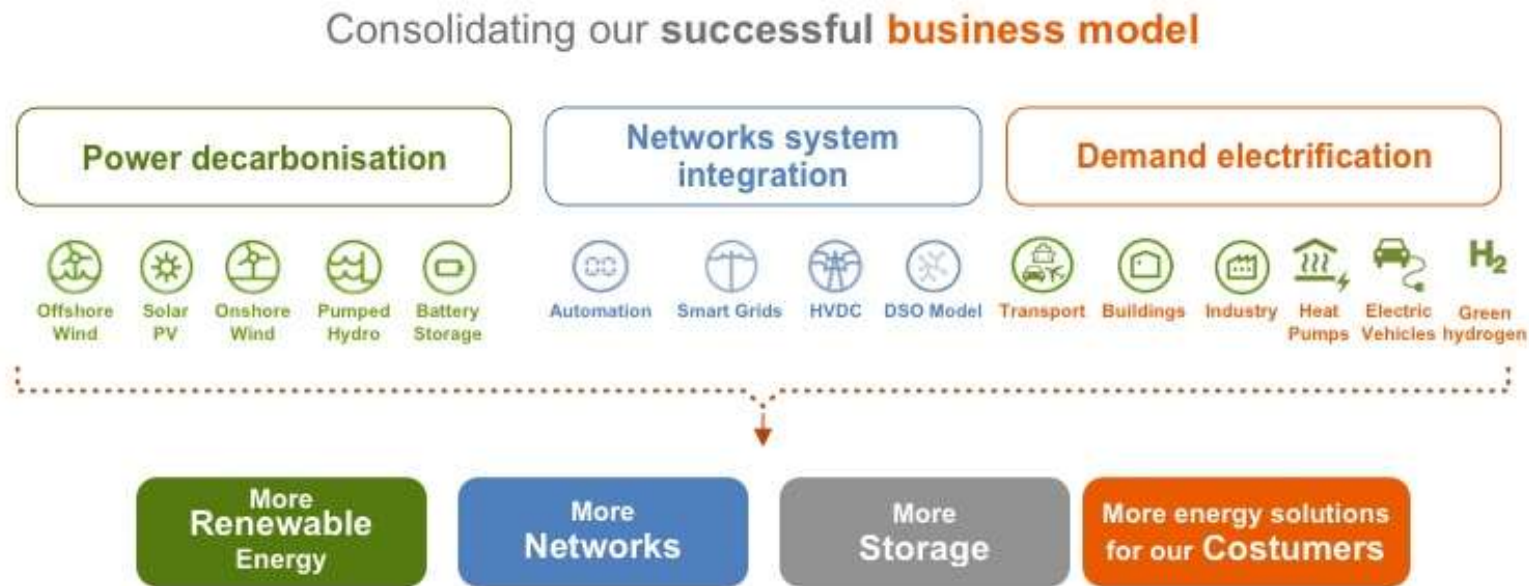 Consolidating our successful business model
Power decarbonisation
Networks system
integration
Demand electrification
Offshore
Wind
Solar
PV
Onshore
Wind
Pumped
Hydro
Battery
Storage
Automation
Smart Grids
HVDC
DSO Model
Transport
Buildings
Industry
Heat
Pumps
Electric
Vehicles
H₂
Green
hydrogen
More
Renewable
Energy
More
Networks
More
Storage
More energy solutions
for our Costumers